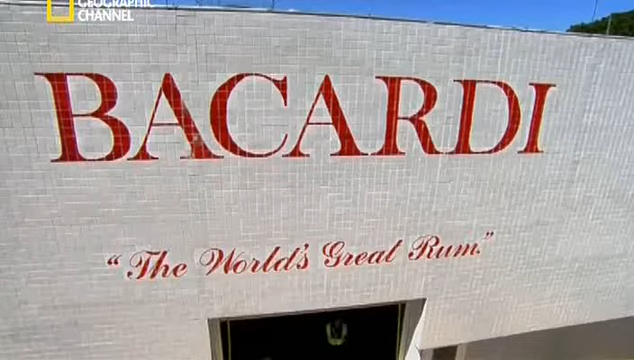 GEOGRAPHIC
CHANNEL
BACARDI
“The World's Great Rum.”